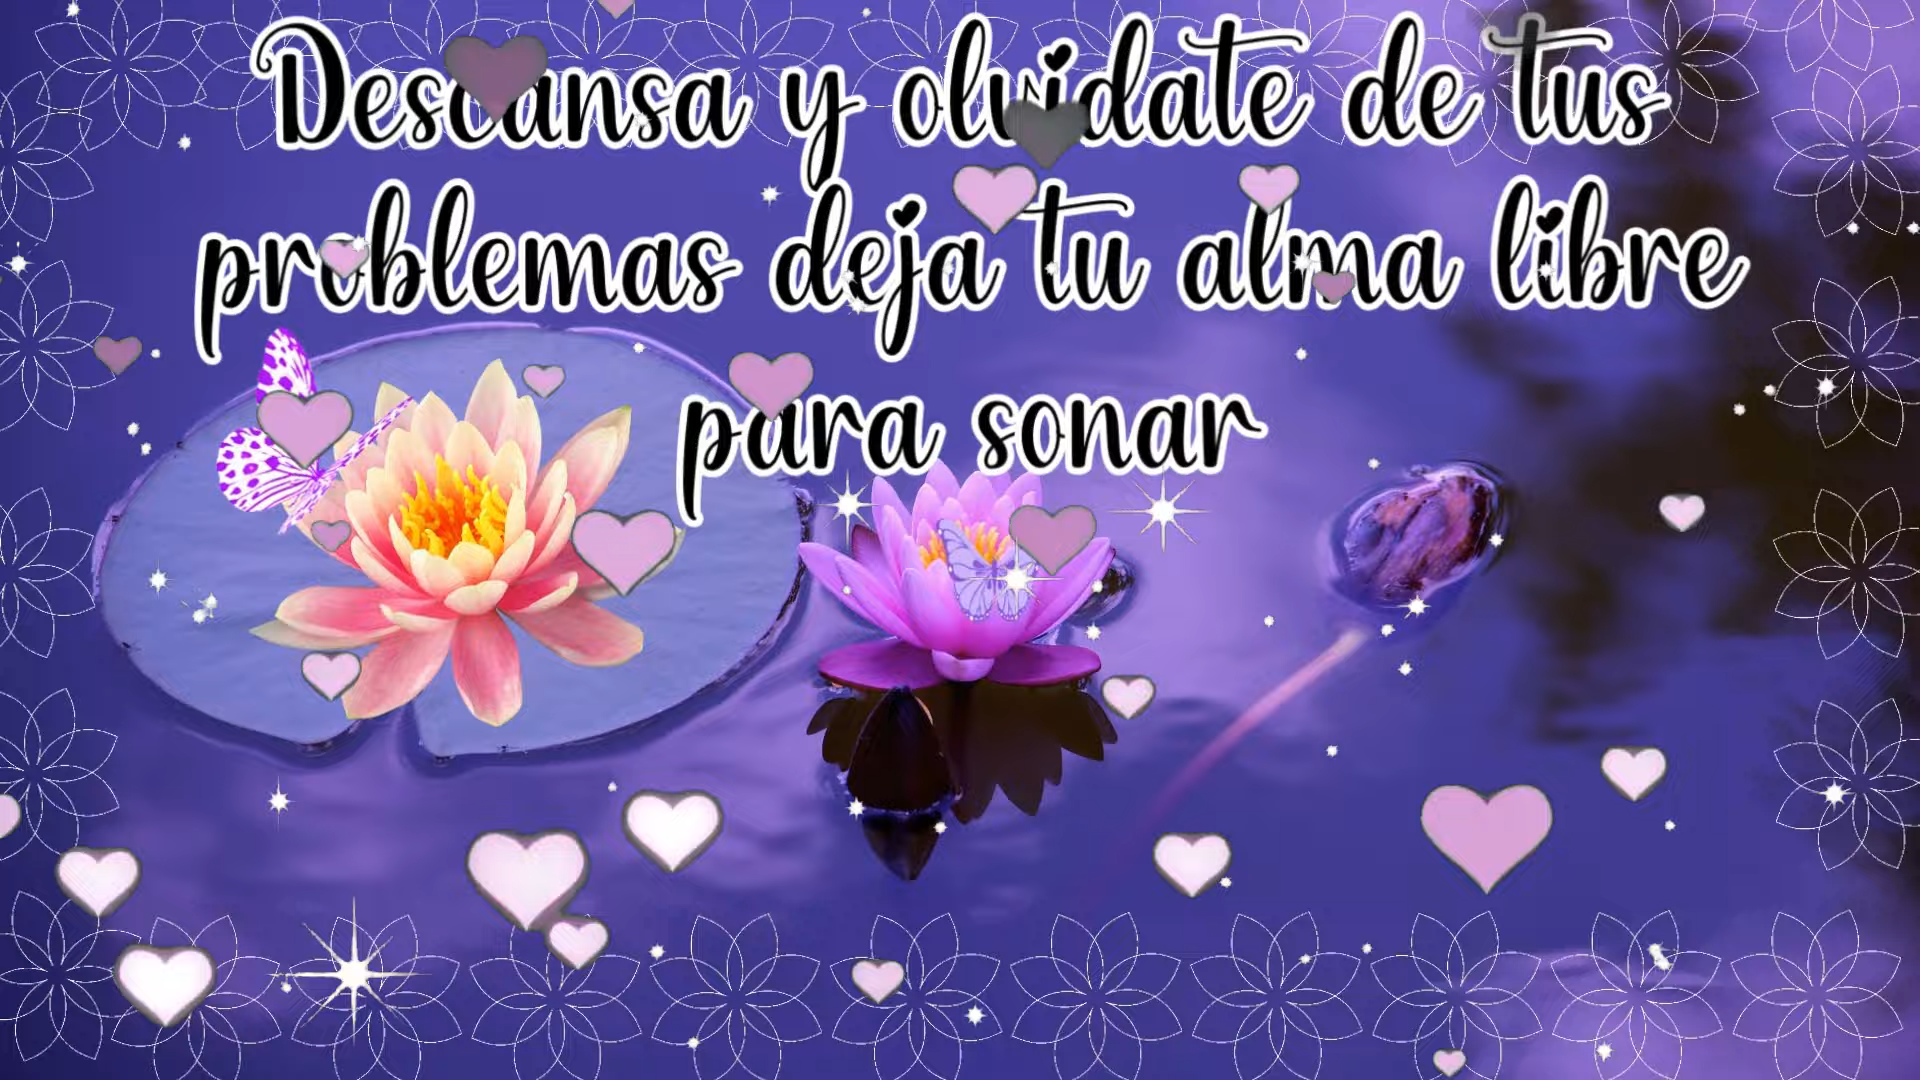 Descansa y olvidate de tus
problemas deja tu alma libre
para sonar